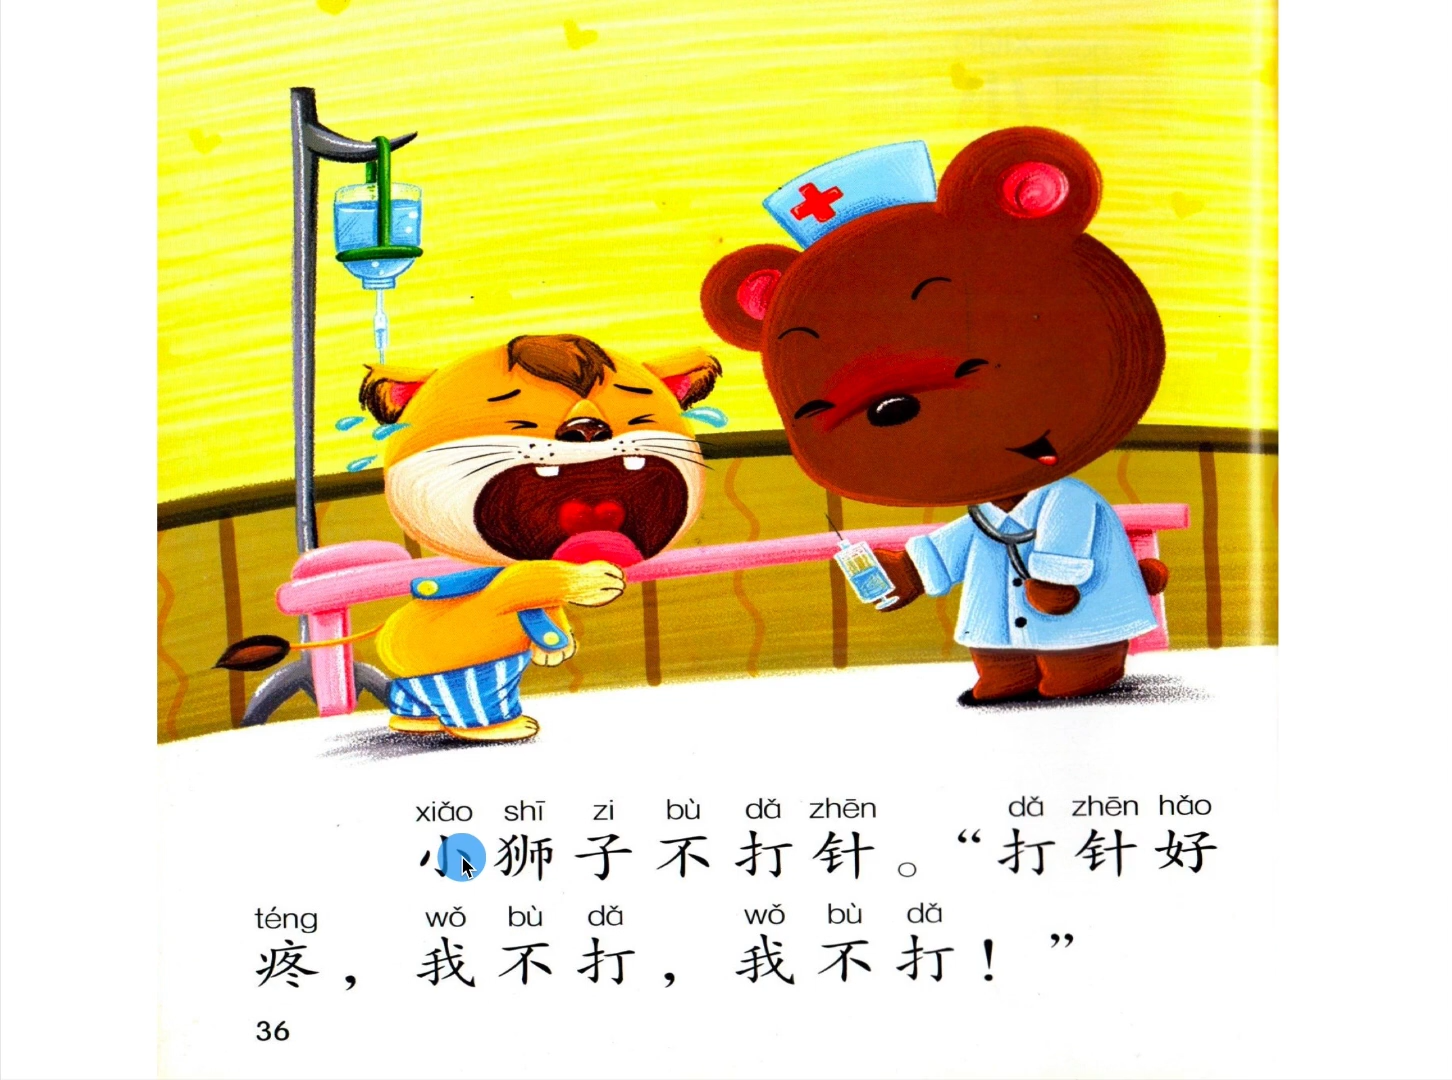 xiǎo shī zi bù dǎ zhēn dǎ zhēn hǎo
小狮子不打针。“打针好
téng wǒ bù dǎ wǒ bù dǎ
疼，我不打，我不打！”
36